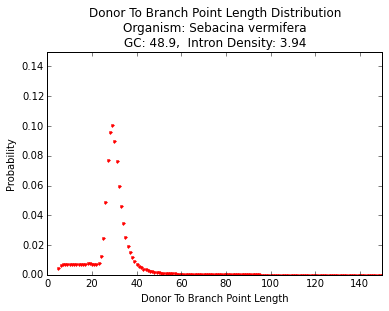 Donor To Branch Point Length Distribution
Organism: Sebacina vermifera
GC: 48.9,  Intron Density: 3.94
0.14
0.12
0.10
0.08
0.06
0.04
0.02
0.00
Probability
0 20 40 60 80 100 120 140
Donor To Branch Point Length